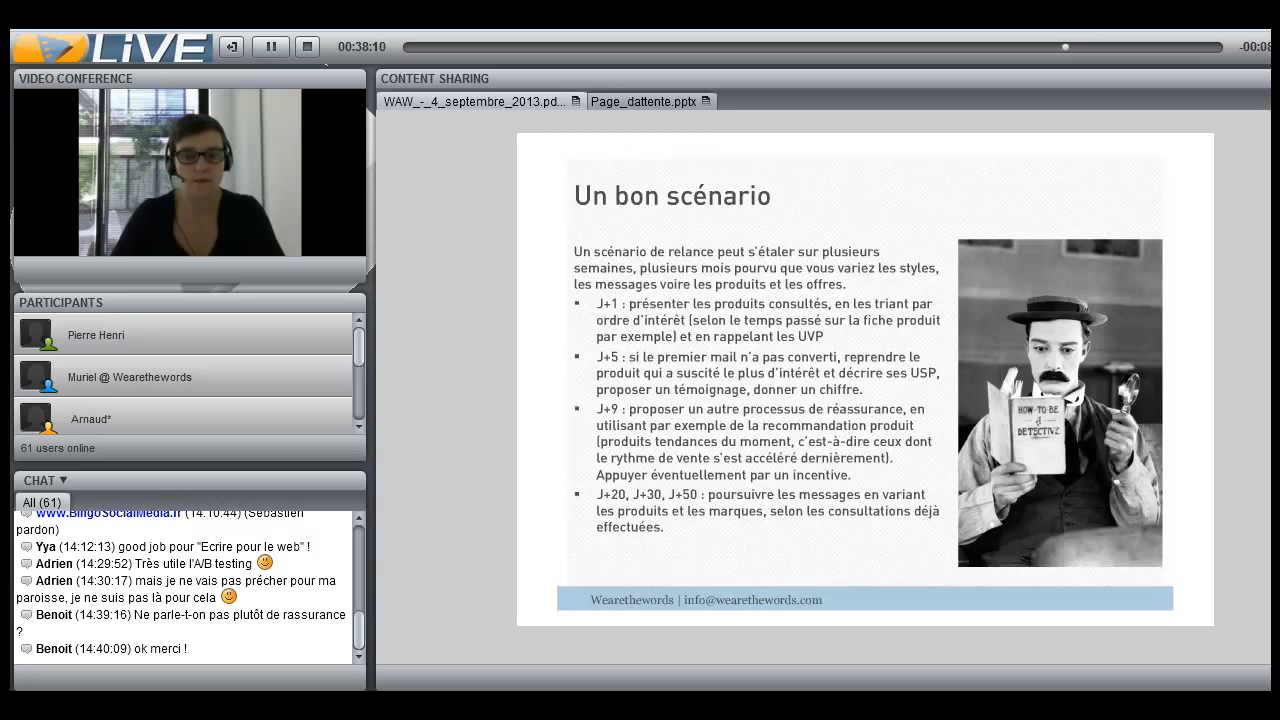 LiVE
00:38:10
-00:08
VIDEO CONFERENCE
CONTENT SHARING
WAW_-_4_septembre_2013.pd...
Page_dattente.pptx
PARTICIPANTS
Pierre Henri
Muriel @ Wearethewords
Arnaud*
61 users online
CHAT
All (61)
www.BingoSocialMedia.fr (14:10:44) (Sébastien
pardon)
Yya (14:12:13) good job pour "Ecrire pour le web" !
Adrien (14:29:52) Très utile l'A/B testing
Adrien (14:30:17) mais je ne vais pas précher pour ma
paroisse, je ne suis pas là pour cela
Benoit (14:39:16) Ne parle-t-on pas plutôt de rassurance
?
Benoit (14:40:09) ok merci !
Un bon scénario
Un scénario de relance peut s'étaler sur plusieurs
semaines, plusieurs mois pourvu que vous variez les styles,
les messages voire les produits et les offres.
▪ J+1 : présenter les produits consultés, en les triant par
ordre d'intérêt (selon le temps passé sur la fiche produit
par exemple) et en rappelant les UVP
▪ J+5 : si le premier mail n'a pas converti, reprendre le
produit qui a suscité le plus d'intérêt et décrire ses USP,
proposer un témoignage, donner un chiffre.
▪ J+9 : proposer un autre processus de réassurance, en
utilisant par exemple de la recommandation produit
(produits tendances du moment, c'est-à-dire ceux dont
le rythme de vente s'est accéléré dernièrement).
Appuyer éventuellement par un incentive.
▪ J+20, J+30, J+50 : poursuivre les messages en variant
les produits et les marques, selon les consultations déjà
effectuées.
HOW-TO-BE
a
DETECTIVE
Wearethewords | info@wearethewords.com